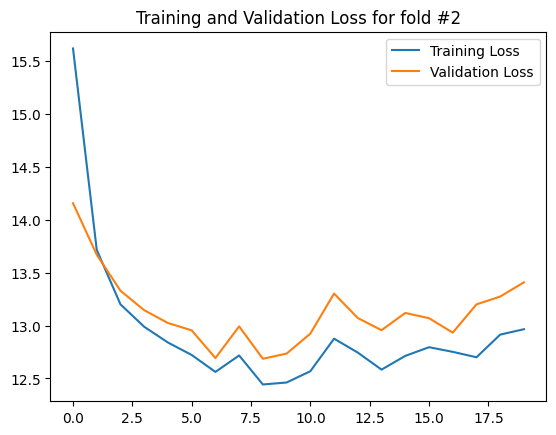 Training and Validation Loss for fold #2
Training Loss
Validation Loss
15.5
15.0
14.5
14.0
13.5
13.0
12.5
0.0 2.5 5.0 7.5 10.0 12.5 15.0 17.5